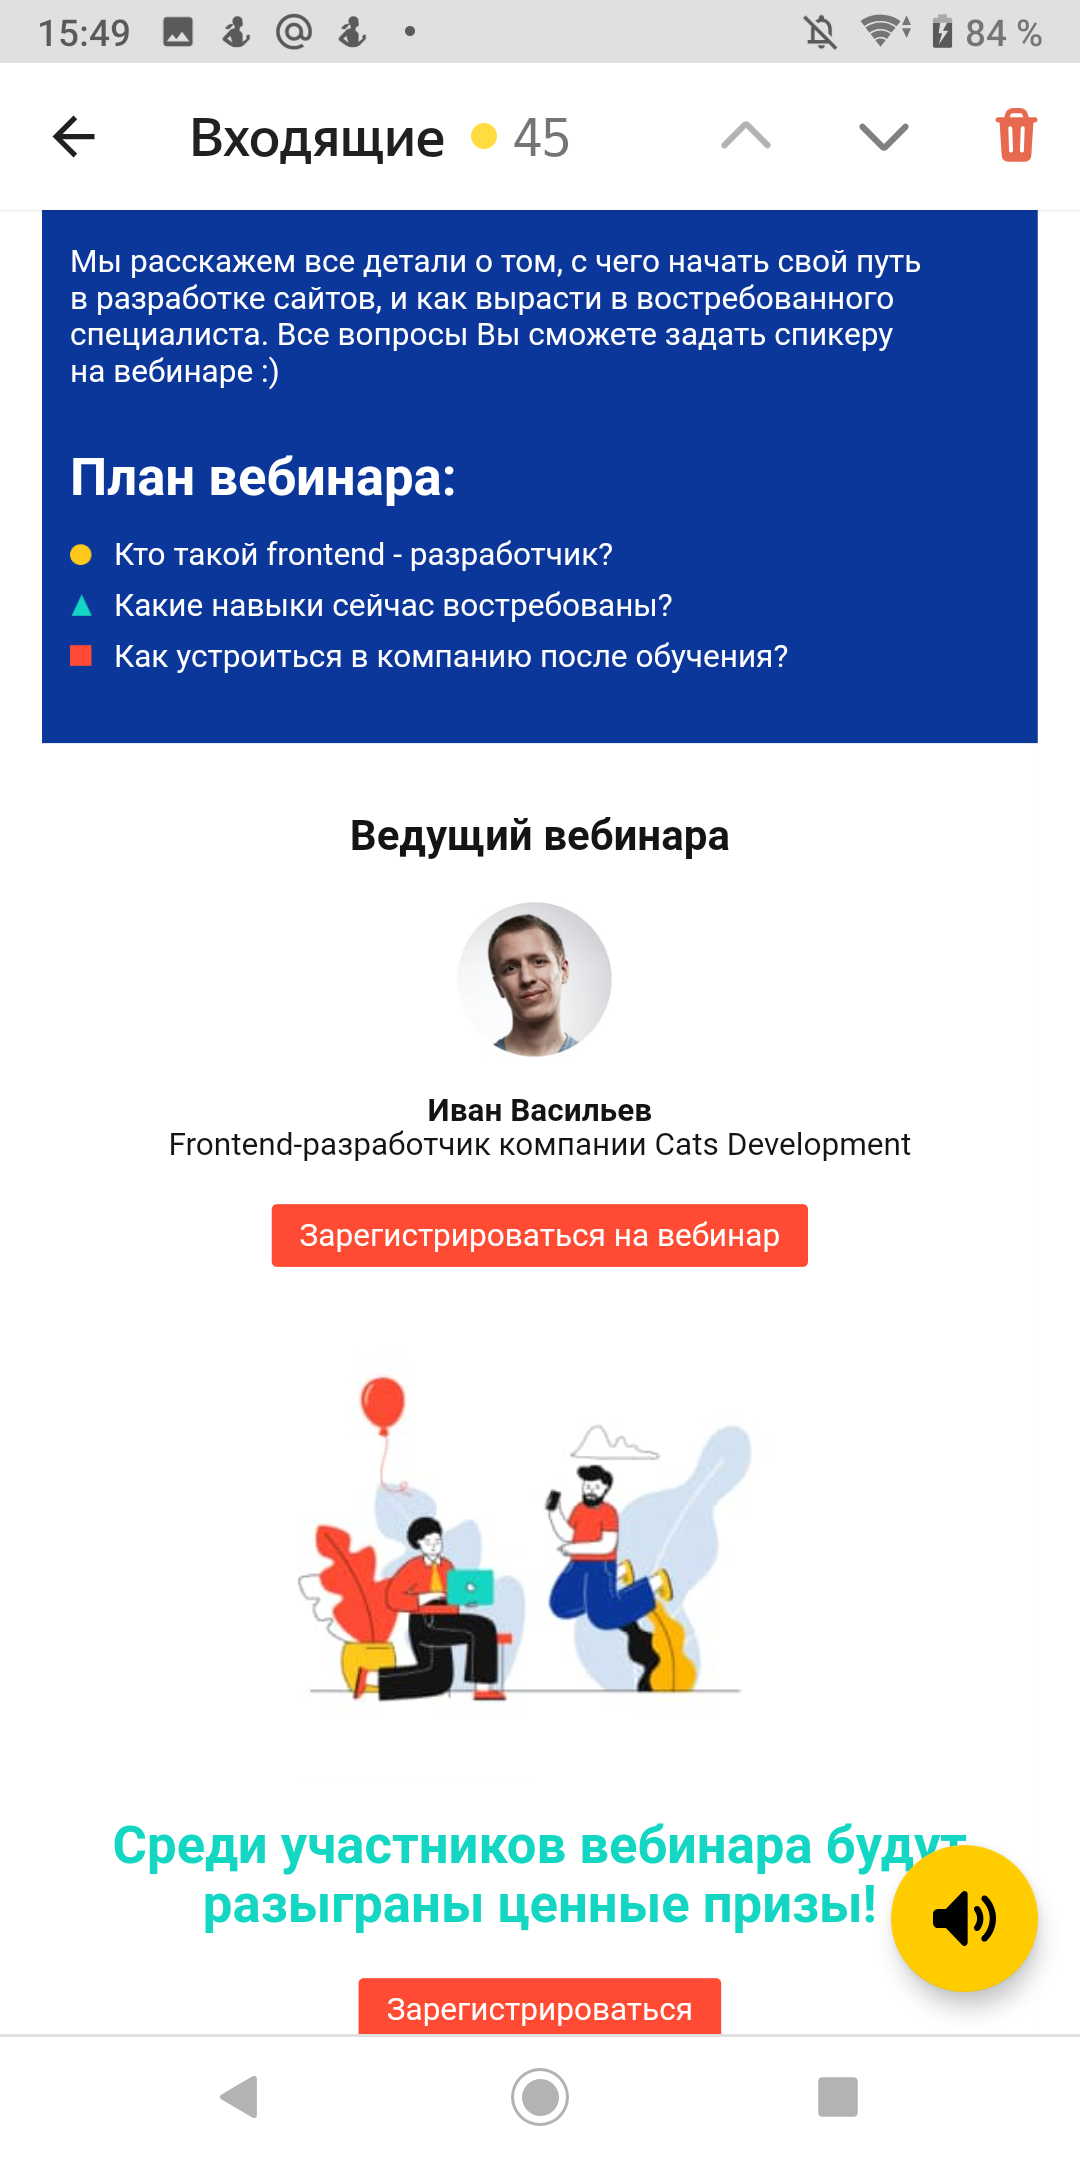 15:49
84 %
Входящие 45
Мы расскажем все детали о том, с чего начать свой путь
в разработке сайтов, и как вырасти в востребованного
специалиста. Все вопросы Вы сможете задать спикеру
на вебинаре :)
План вебинара:
Кто такой frontend - разработчик?
Какие навыки сейчас востребованы?
Как устроиться в компанию после обучения?
Ведущий вебинара
Иван Васильев
Frontend-разработчик компании Cats Development
Зарегистрироваться на вебинар
Среди участников вебинара будут
разыграны ценные призы!
Зарегистрироваться